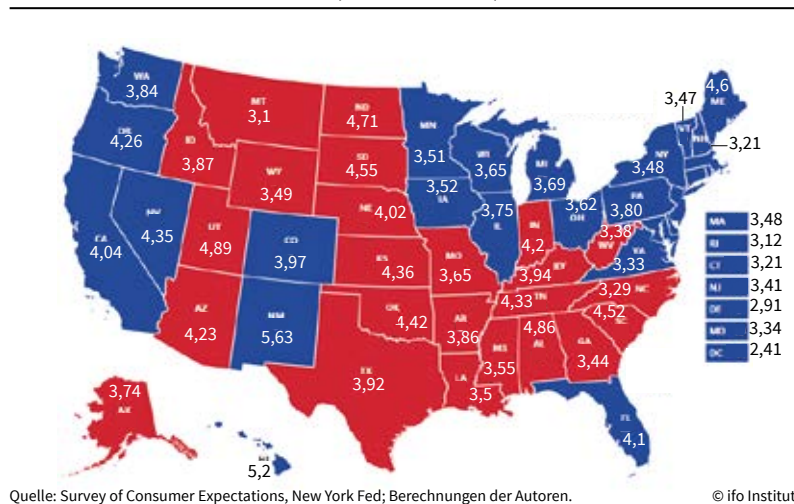 WA
3,84
OR
4,26
CA
4,04
NV
4,35
ID
3,87
MT
3,1
WY
3,49
UT
4,89
AZ
4,23
CO
3,97
NM
5,63
ND
4,71
SD
4,55
NE 4,02
KS
4,36
OK
4,42
TX
3,92
MN
3,51
3,52
IA
WI
3,65
3,75
IL
MO
3,65
AR
3,86
LA
3,5
MI
3,69
IN
4,2
3,62
OH
KY
3,94
TN
4,33
MS
3,55
4,86
AL
GA
3,44
FL
4,1
SC
4,52
NC
3,29
VA
3,33
3,38
WV
PA
3,80
NY
3,48
VT
3,47
NH
3,21
4,6
ME
3,74
AK
HI
5,2
MA 3,48
RI 3,12
CT 3,21
NJ 3,41
DE 2,91
MD 3,34
DC 2,41
Quelle: Survey of Consumer Expectations, New York Fed; Berechnungen der Autoren.
© ifo Institut